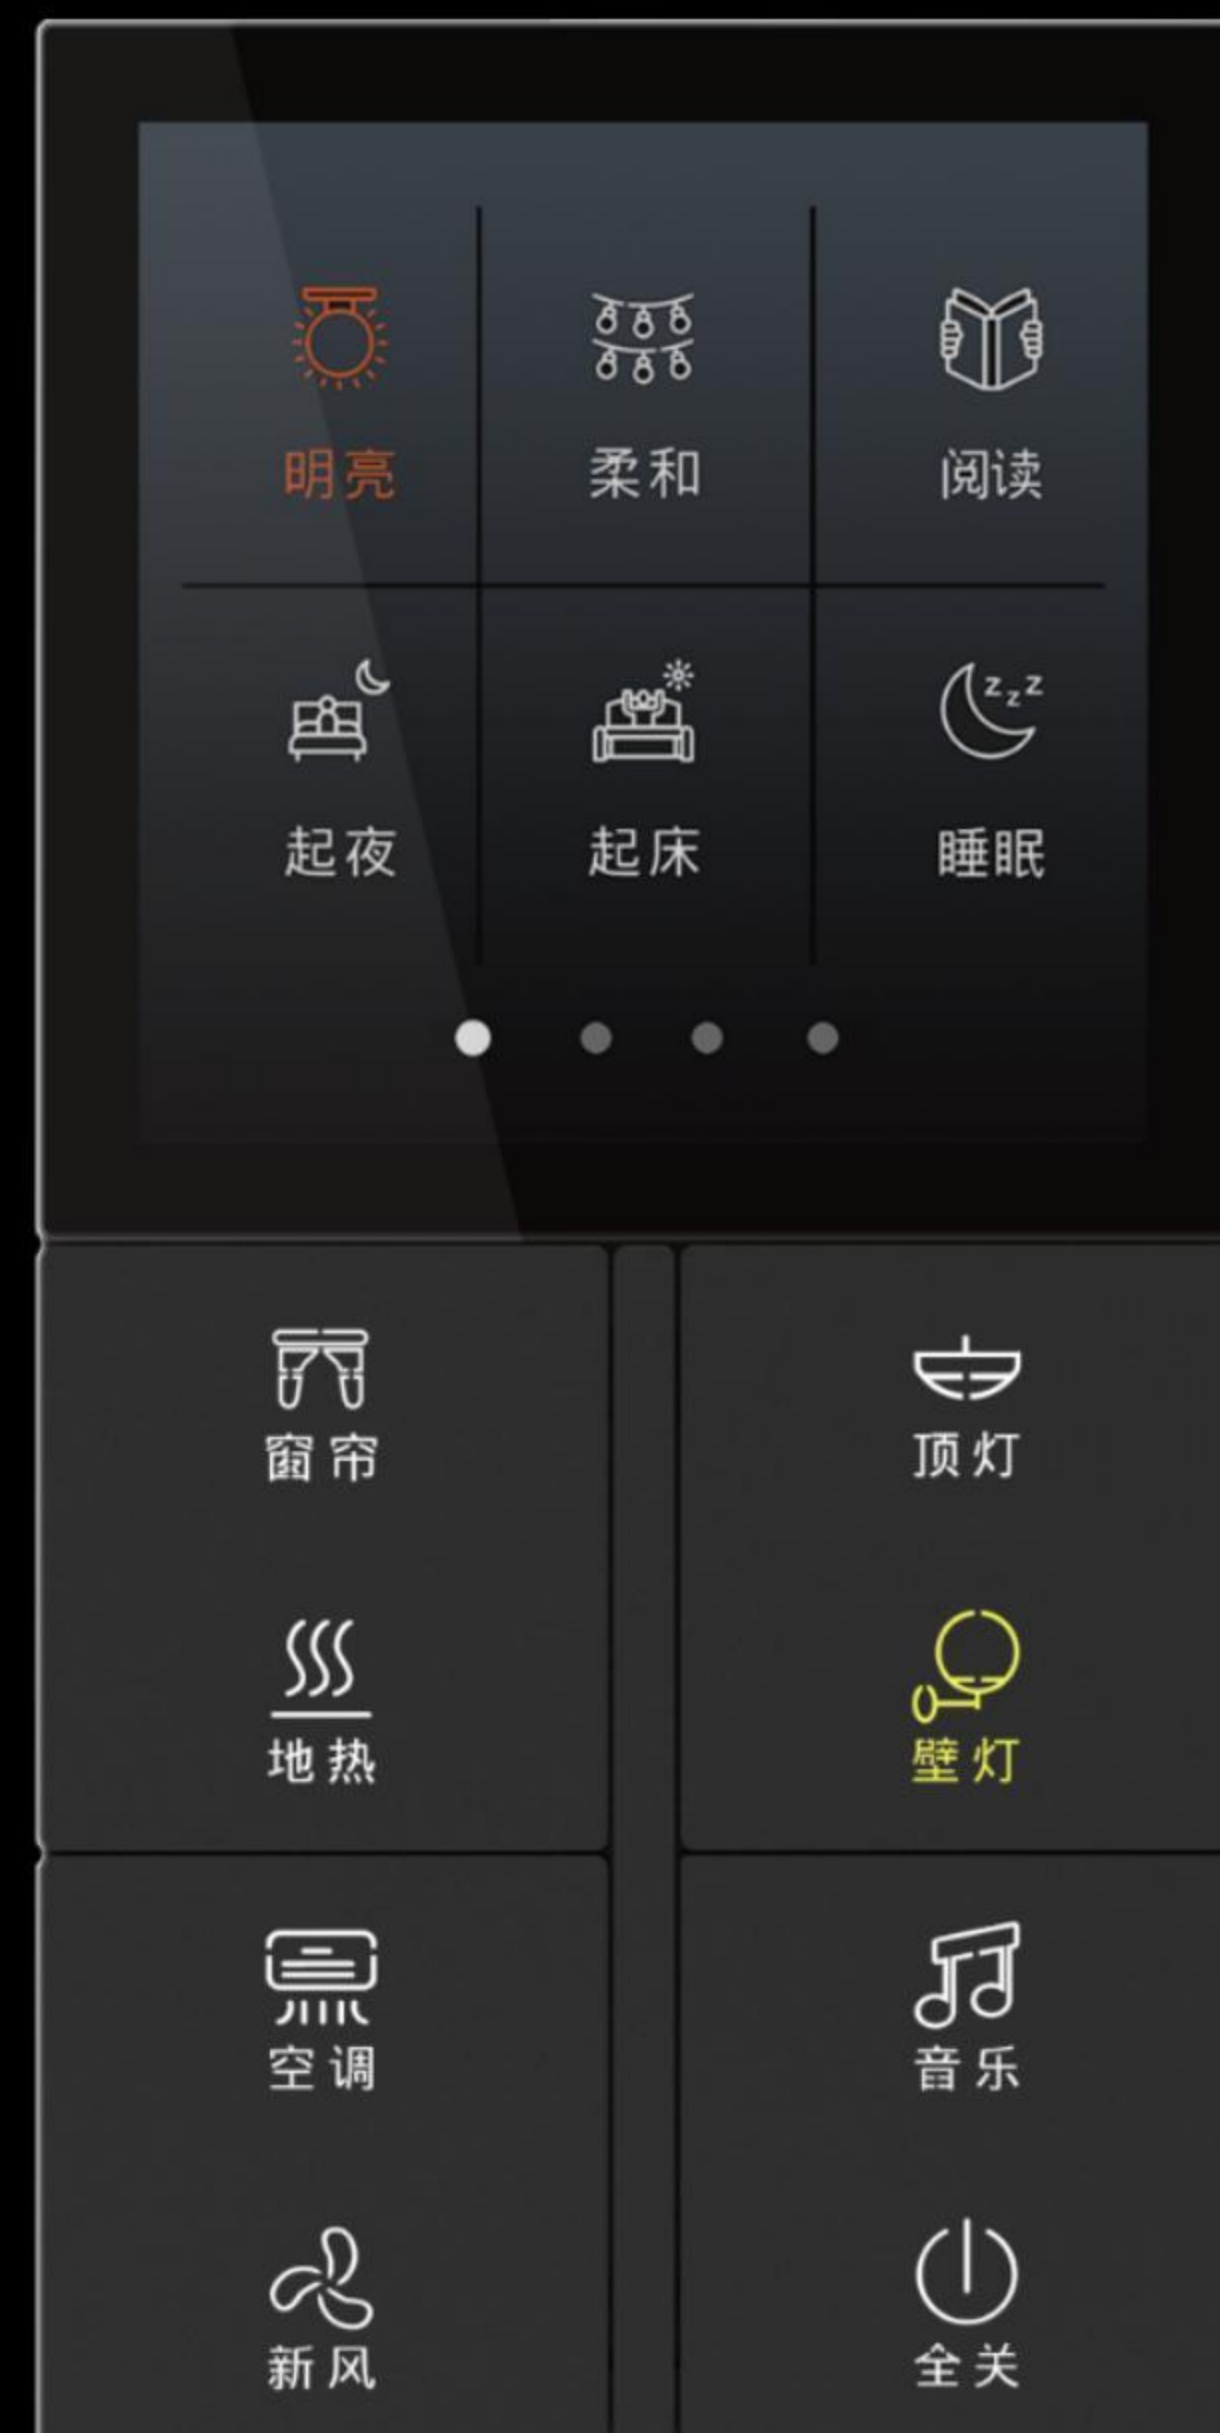 明亮 柔和 阅读
起夜 起床 睡眠
窗帘 顶灯
地热 壁灯
空调 音乐
新风 全关